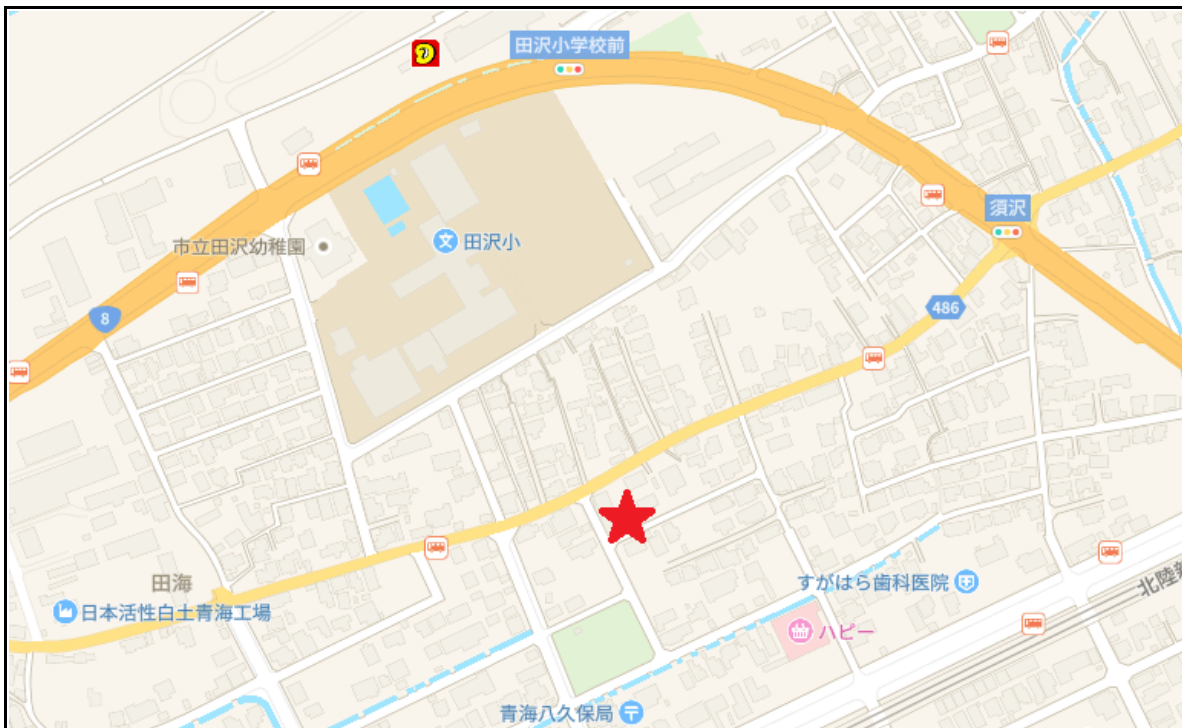 田沢小学校前
須沢
市立田沢幼稚園
文 田沢小
8
486
田海
日本活性白土青海工場
すがはら歯科医院
ハピー
北陸新
青海八久保局